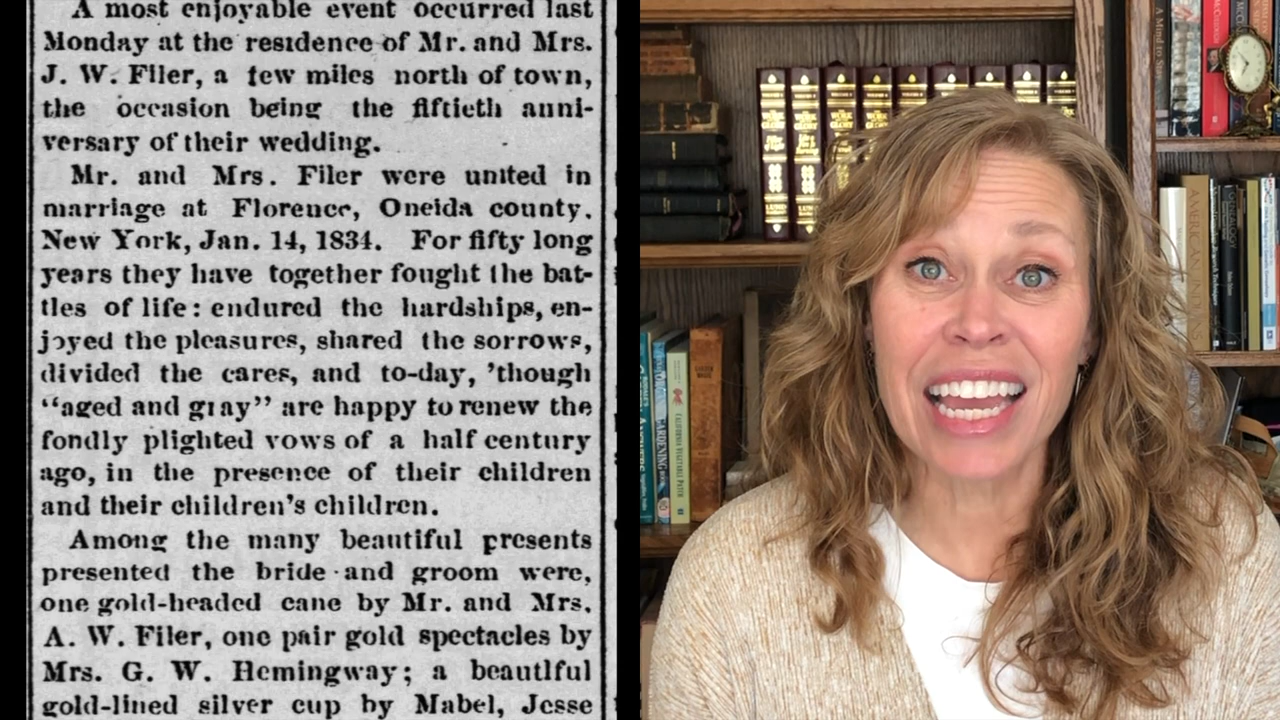 A most enjoyable event occurred last
Monday at the residence of Mr. and Mrs.
J. W. Filer, a few miles north of town,
the occasion being the fiftieth anni-
versary of their wedding.
Mr. and Mrs. Filer were united in
marriage at Florence, Oneida county,
New York, Jan. 14, 1834. For fifty long
years they have together fought the bat-
tles of life: endured the hardships, en-
joyed the pleasures, shared the sorrows,
divided the cares, and to-day, 'though
"aged and gray" are happy to renew the
fondly plighted vows of a half century
ago, in the presence of their children
and their children's children.
Among the many beautiful presents
presented the bride and groom were,
one gold-headed cane by Mr. and Mrs.
A. W. Filer, one pair gold spectacles by
Mrs. G. W. Hemingway; a beautiful
gold-lined silver cup by Mabel, Jesse
A Mind to
CALIFORNIA VEGETABLE PATCH
GARDENING